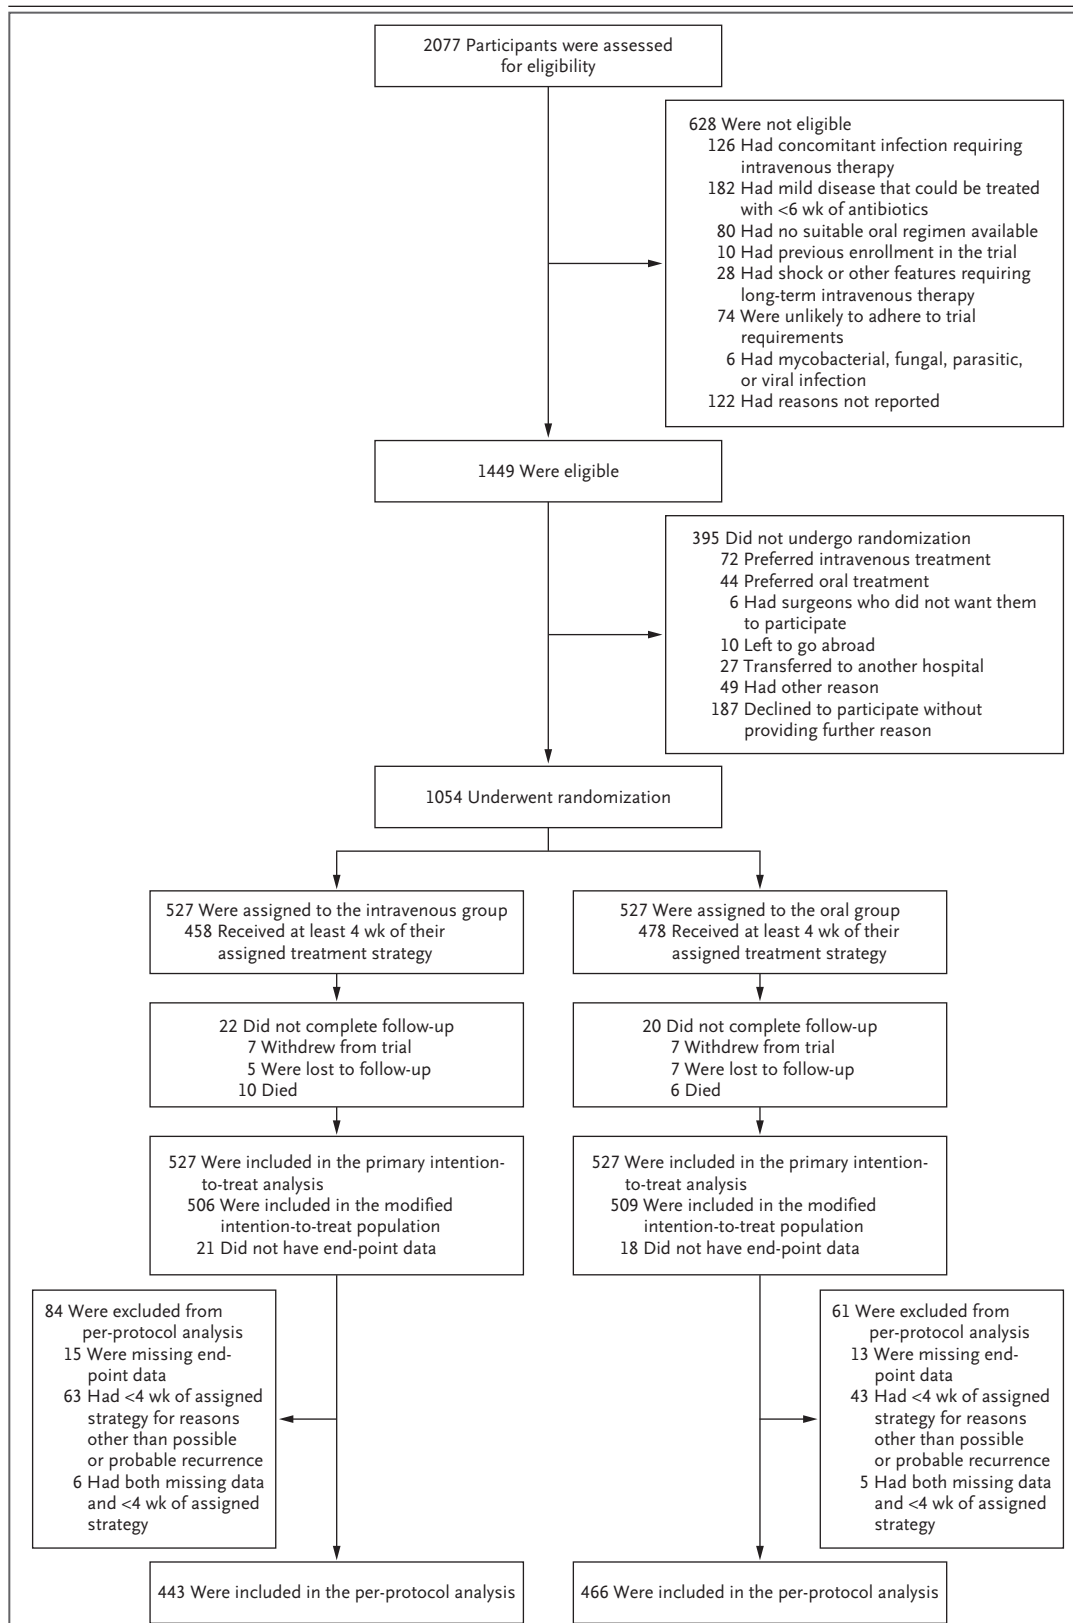 2077 Participants were assessed
for eligibility
628 Were not eligible
126 Had concomitant infection requiring
intravenous therapy
182 Had mild disease that could be treated
with <6 wk of antibiotics
80 Had no suitable oral regimen available
10 Had previous enrollment in the trial
28 Had shock or other features requiring
long-term intravenous therapy
74 Were unlikely to adhere to trial
requirements
6 Had mycobacterial, fungal, parasitic,
or viral infection
122 Had reasons not reported
1449 Were eligible
395 Did not undergo randomization
72 Preferred intravenous treatment
44 Preferred oral treatment
6 Had surgeons who did not want them
to participate
10 Left to go abroad
27 Transferred to another hospital
49 Had other reason
187 Declined to participate without
providing further reason
1054 Underwent randomization
527 Were assigned to the intravenous group
458 Received at least 4 wk of their
assigned treatment strategy
527 Were assigned to the oral group
478 Received at least 4 wk of their
assigned treatment strategy
22 Did not complete follow-up
7 Withdrew from trial
5 Were lost to follow-up
10 Died
20 Did not complete follow-up
7 Withdrew from trial
7 Were lost to follow-up
6 Died
527 Were included in the primary intention-
to-treat analysis
506 Were included in the modified
intention-to-treat population
21 Did not have end-point data
527 Were included in the primary intention-
to-treat analysis
509 Were included in the modified
intention-to-treat population
18 Did not have end-point data
84 Were excluded from
per-protocol analysis
15 Were missing end-
point data
63 Had <4 wk of assigned
strategy for reasons
other than possible
or probable recurrence
6 Had both missing data
and <4 wk of assigned
strategy
61 Were excluded from
per-protocol analysis
13 Were missing end-
point data
43 Had <4 wk of assigned
strategy for reasons
other than possible
or probable recurrence
5 Had both missing data
and <4 wk of assigned
strategy
443 Were included in the per-protocol analysis
466 Were included in the per-protocol analysis